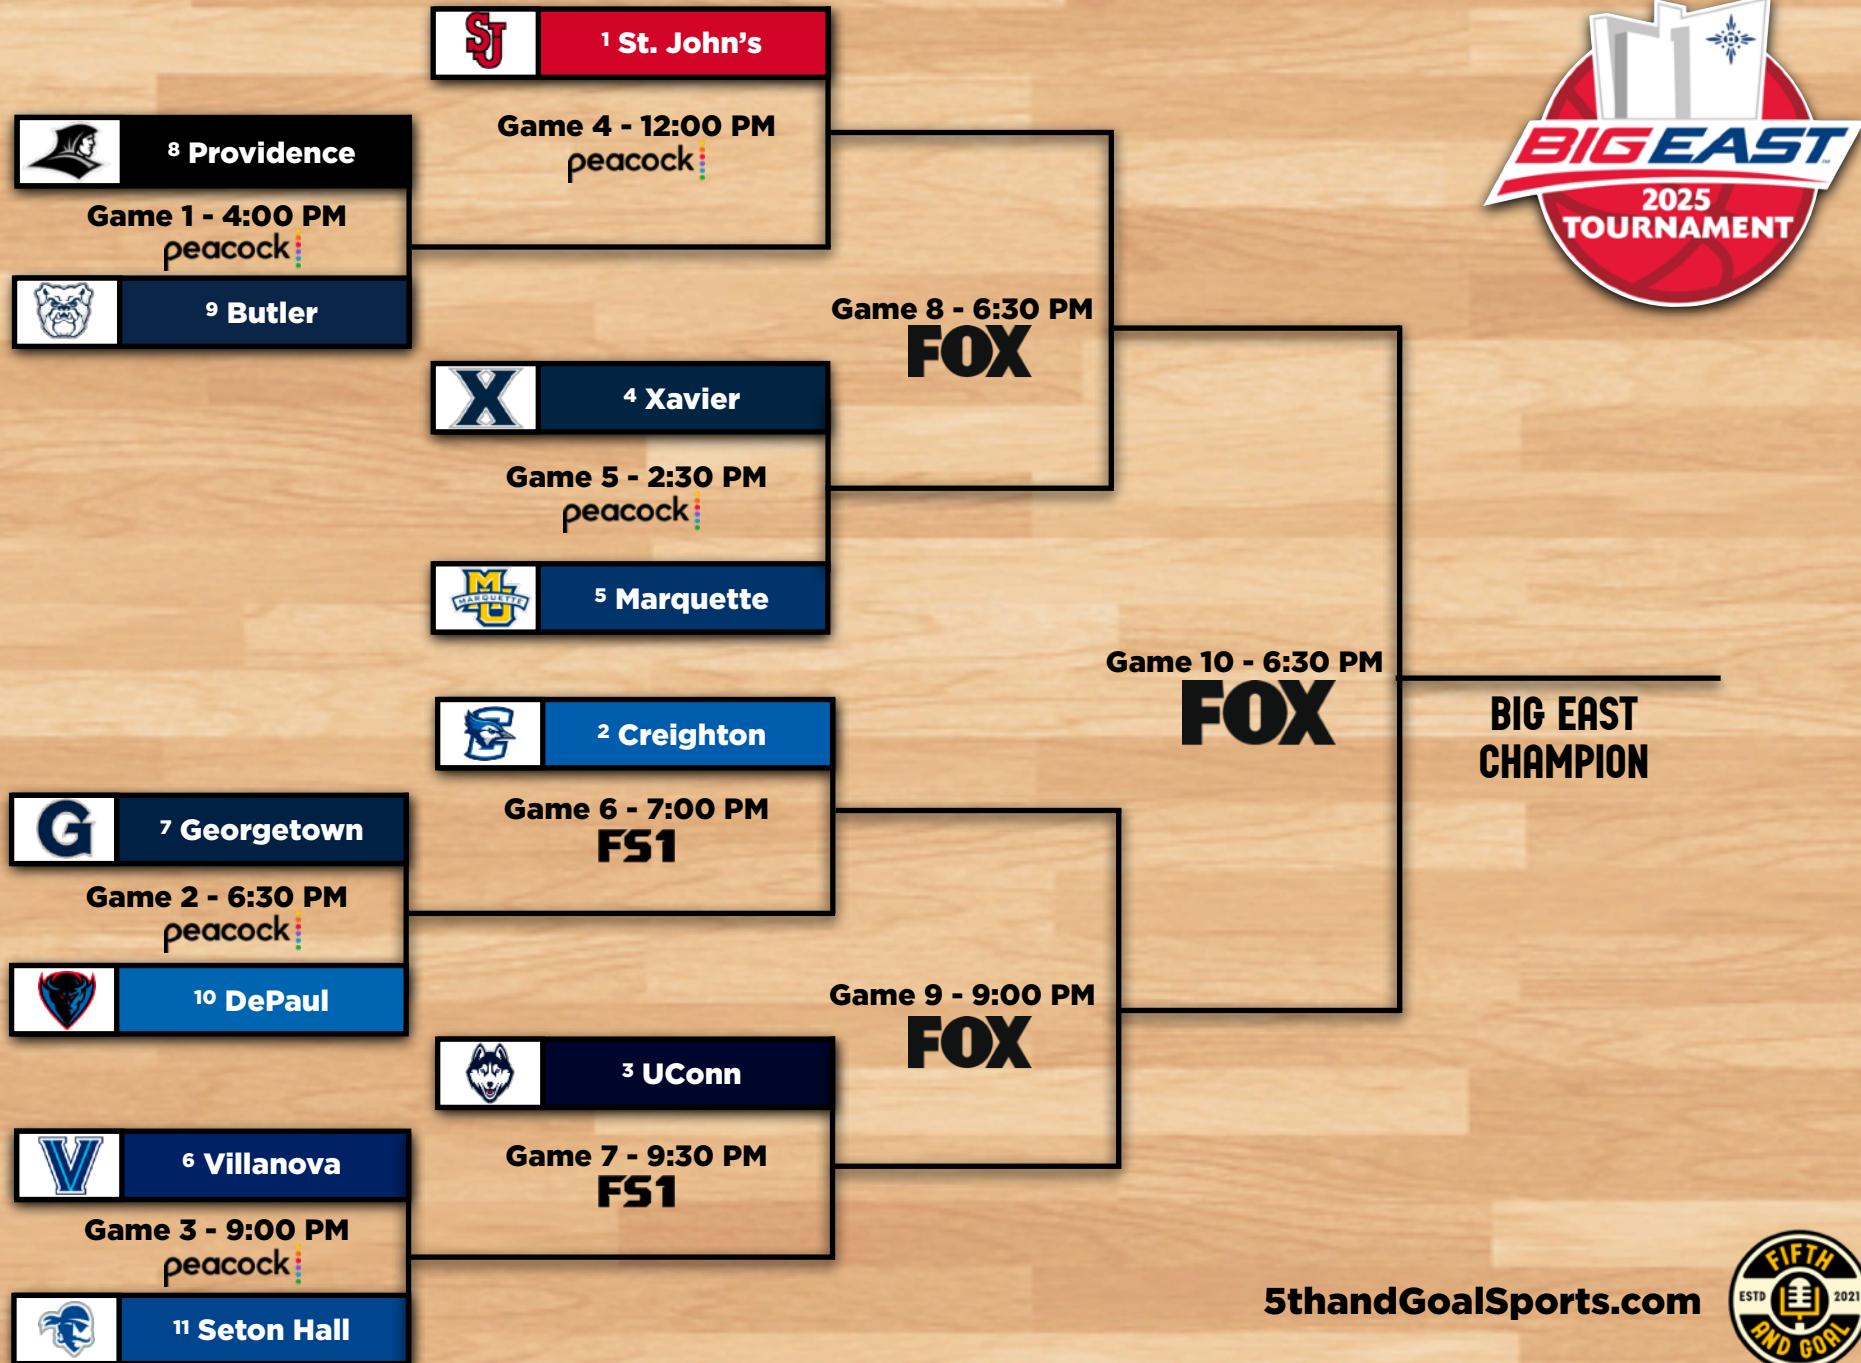 1 St. John's
Game 4 - 12:00 PM
peacock
8 Providence
Game 1 - 4:00 PM
peacock
9 Butler
BIG EAST
2025
TOURNAMENT
Game 8 - 6:30 PM
FOX
4 Xavier
Game 5 - 2:30 PM
peacock
MU
MARQUETTE
5 Marquette
Game 10 - 6:30 PM
FOX
BIG EAST
CHAMPION
2 Creighton
Game 6 - 7:00 PM
FS1
7 Georgetown
Game 2 - 6:30 PM
peacock
10 DePaul
Game 9 - 9:00 PM
FOX
3 UConn
Game 7 - 9:30 PM
FS1
6 Villanova
Game 3 - 9:00 PM
peacock
11 Seton Hall
5thandGoalSports.com
FIFTH
ESTD 2021
AND GOAL
SJ
X
C
G
V